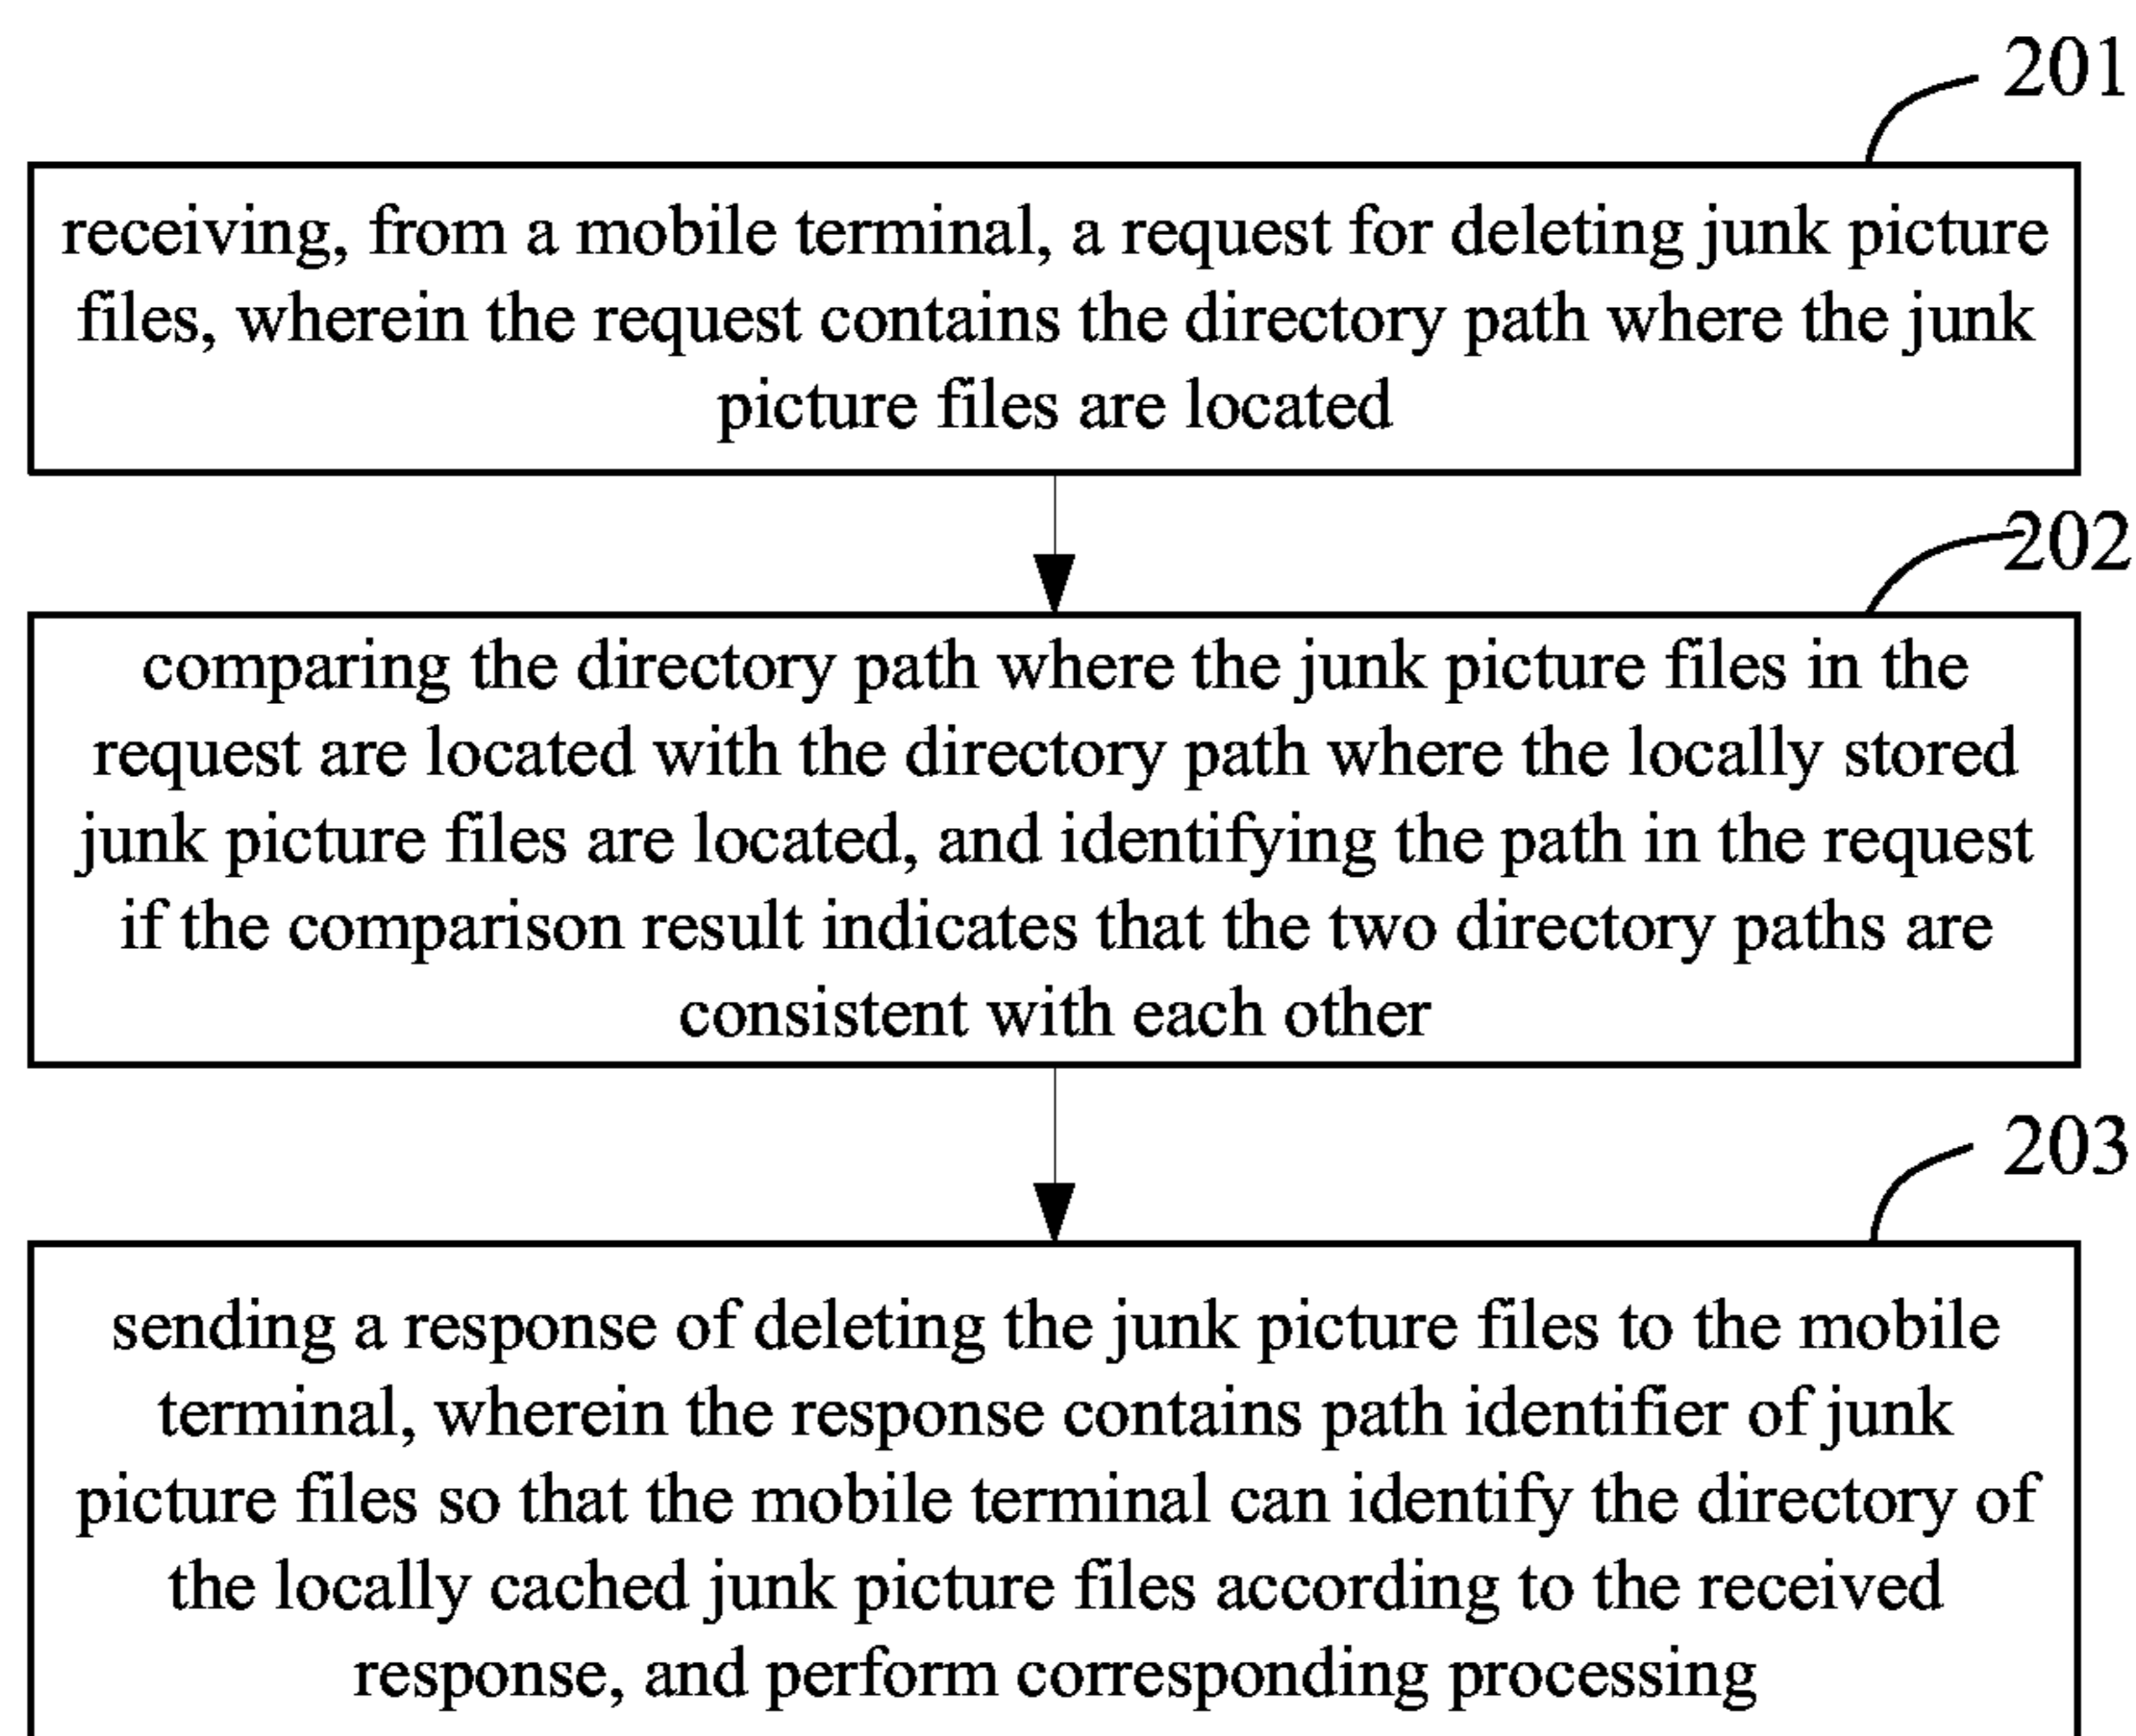 201
receiving, from a mobile terminal, a request for deleting junk picture
files, wherein the request contains the directory path where the junk
picture files are located
202
comparing the directory path where the junk picture files in the
request are located with the directory path where the locally stored
junk picture files are located, and identifying the path in the request
if the comparison result indicates that the two directory paths are
consistent with each other
203
sending a response of deleting the junk picture files to the mobile
terminal, wherein the response contains path identifier of junk
picture files so that the mobile terminal can identify the directory of
the locally cached junk picture files according to the received
response, and perform corresponding processing